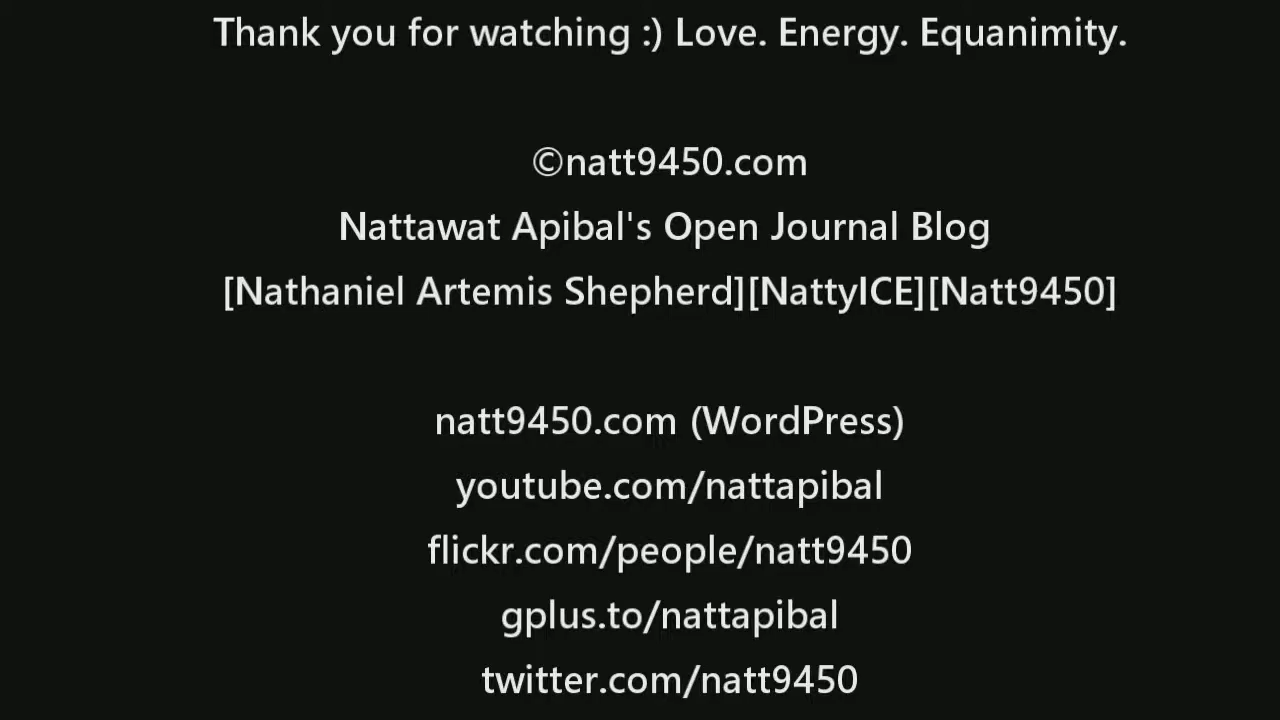 Thank you for watching :) Love. Energy. Equanimity.
©natt9450.com
Nattawat Apibal's Open Journal Blog
[Nathaniel Artemis Shepherd][NattyICE][Natt9450]
natt9450.com (WordPress)
youtube.com/nattapibal
flickr.com/people/natt9450
gplus.to/nattapibal
twitter.com/natt9450